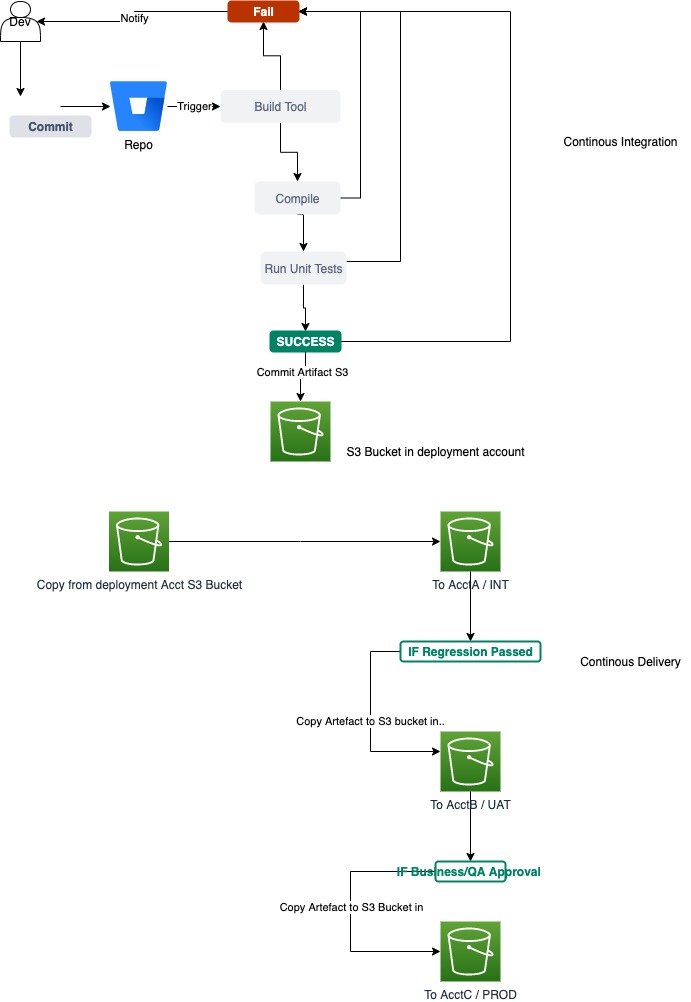 Fail
Dev
Notify
Commit
Repo
Trigger
Build Tool
Continous Integration
Compile
Run Unit Tests
SUCCESS
Commit Artifact S3
S3 Bucket in deployment account
Copy from deployment Acct S3 Bucket
To AcctA / INT
IF Regression Passed
Continous Delivery
Copy Artefact to S3 bucket in..
To AcctB / UAT
IF Business/QA Approval
Copy Artefact to S3 Bucket in
To AcctC / PROD